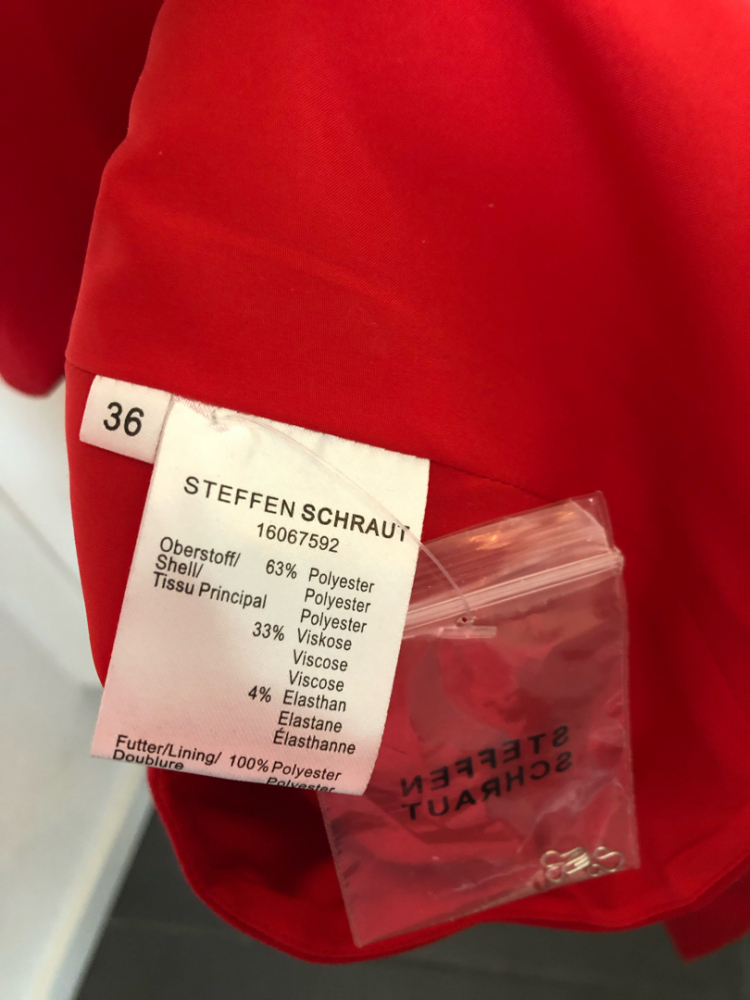 36
STEFFEN SCHRAUT
16067592
Oberstoff/ 63% Polyester
Shell/ Polyester
Tissu Principal Polyester
33% Viskose
Viscose
Viscose
4% Elasthan
Elastane
Élasthanne
Futter/Lining/ 100% Polyester
Doublure Polyester
STEFFEN
SCHRAUT